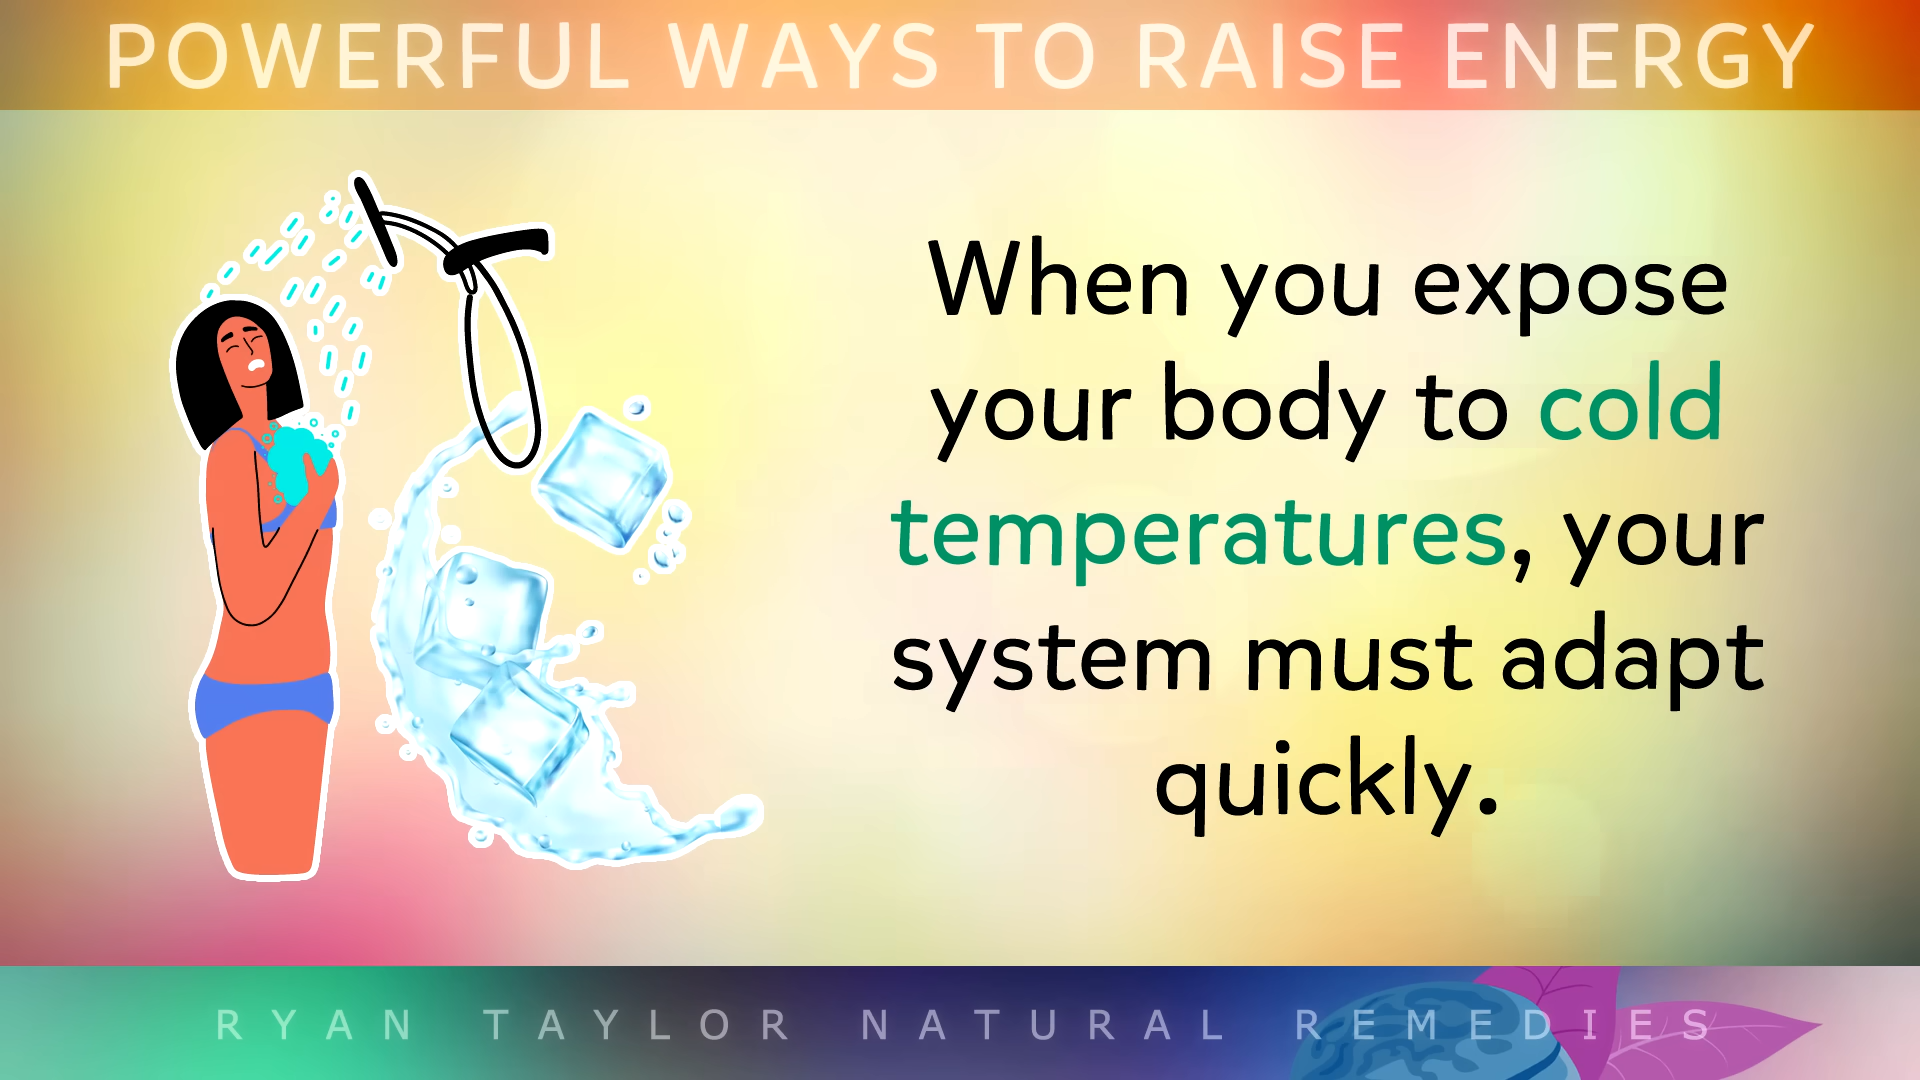 POWERFUL WAYS TO RAISE ENERGY
When you expose
your body to cold
temperatures, your
system must adapt
quickly.
RYAN TAYLOR NATURAL REMEDIES